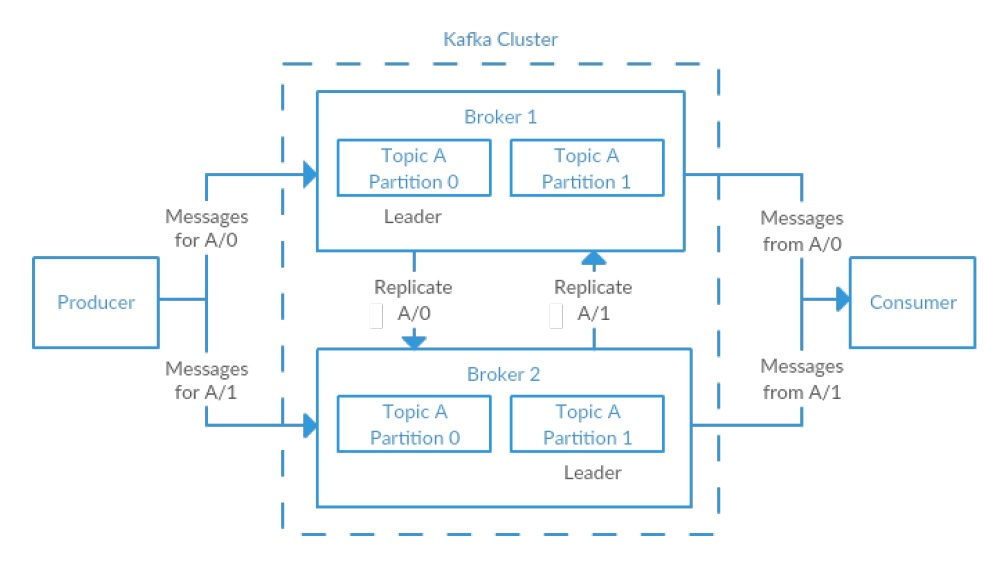 Kafka Cluster
Broker 1
Topic A
Partition 0
Topic A
Partition 1
Leader
Messages
for A/0
Messages
from A/0
Producer
Replicate
A/0
Replicate
A/1
Consumer
Messages
for A/1
Messages
from A/1
Broker 2
Topic A
Partition 0
Topic A
Partition 1
Leader